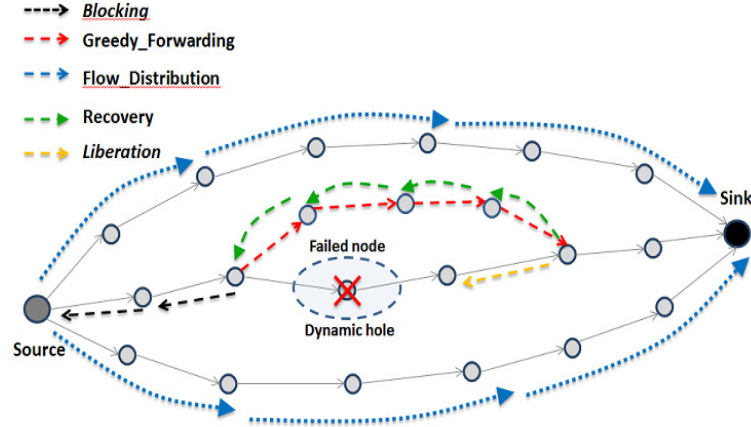 Blocking
Greedy_Forwarding
Flow_Distribution
Recovery
Liberation
Sink
Failed node
Dynamic hole
Source